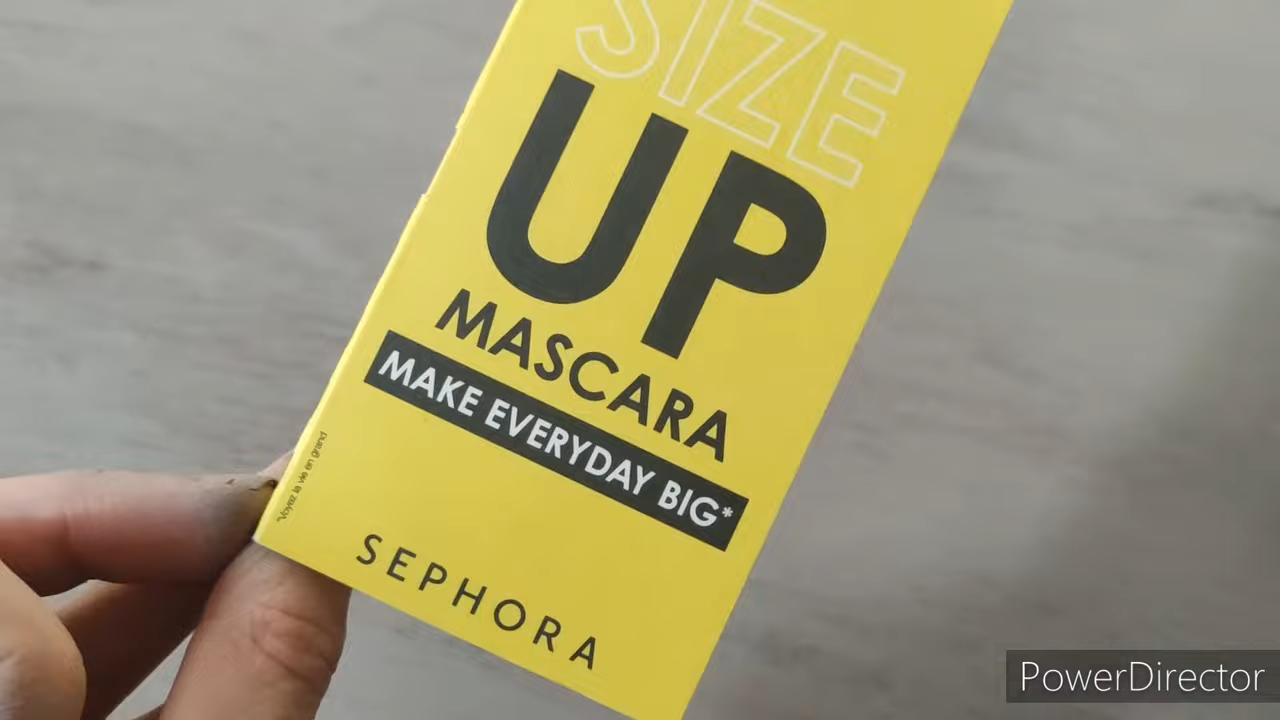 SIZE
UP
MASCARA
MAKE EVERYDAY BIG*
*Voyez la vie en grand
SEPHORA
PowerDirector